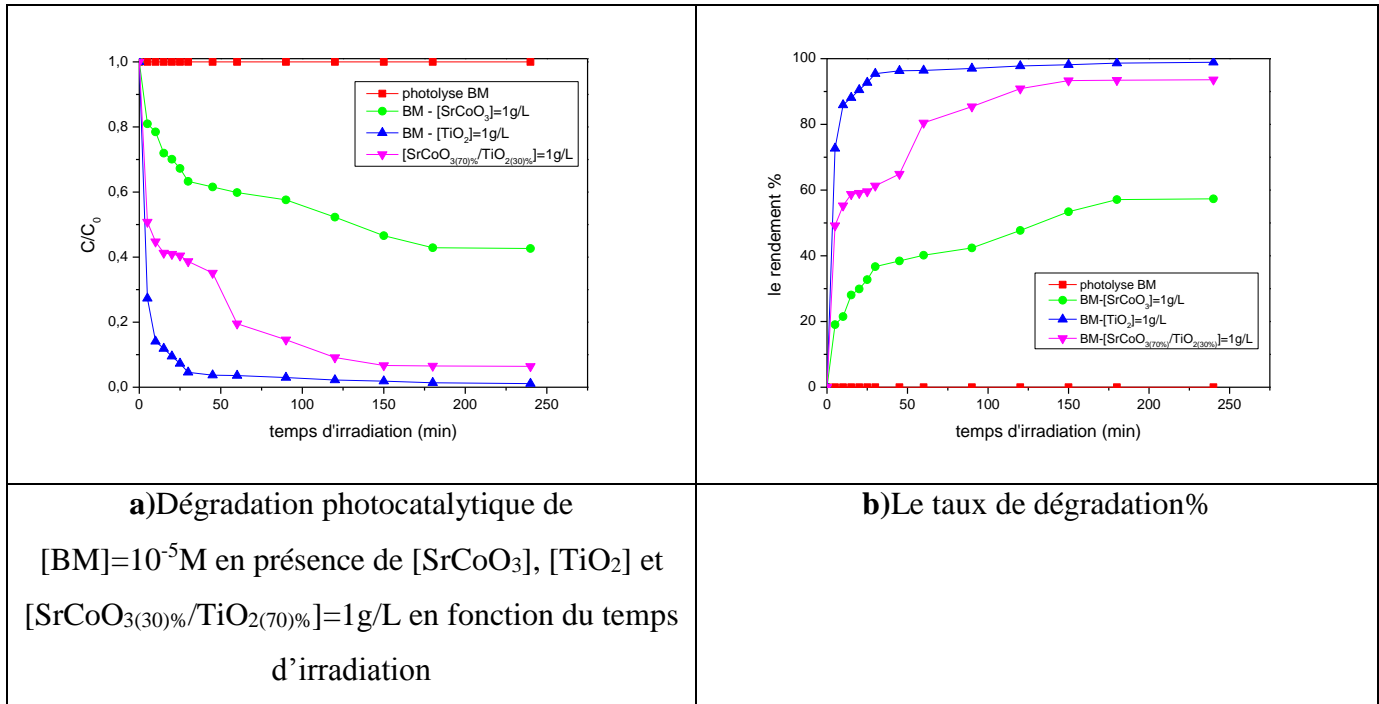 1,0
0,8
0,6
0,4
0,2
0,0
C/C0
photolyse BM
BM - [SrCoO3]=1g/L
BM - [TiO2]=1g/L
[SrCoO3(70)%/TiO2(30)%]=1g/L
0 50 100 150 200 250
temps d'irradiation (min)
100
80
60
40
20
0
le rendement %
photolyse BM
BM-[SrCoO3]=1g/L
BM-[TiO2]=1g/L
BM-[SrCoO3(70%)/TiO2(30%)]=1g/L
0 50 100 150 200 250
temps d'irradiation (min)
a)Dégradation photocatalytique de
[BM]=10-5M en présence de [SrCoO3], [TiO2] et
[SrCoO3(30)%/TiO2(70)%]=1g/L en fonction du temps
d’irradiation
b)Le taux de dégradation%